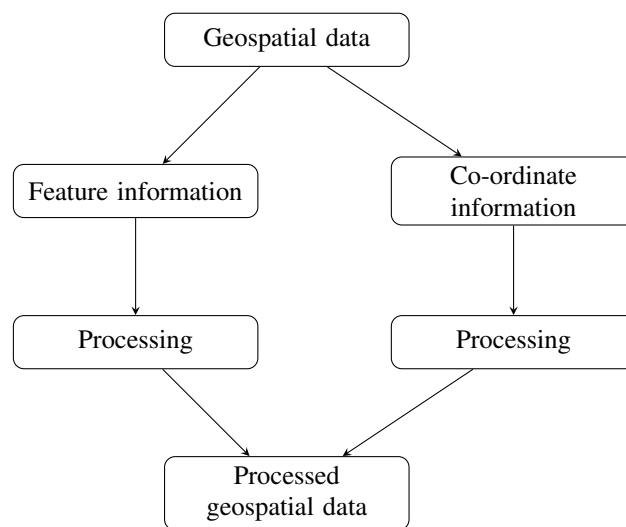 Geospatial data
Feature information
Co-ordinate
information
Processing
Processing
Processed
geospatial data